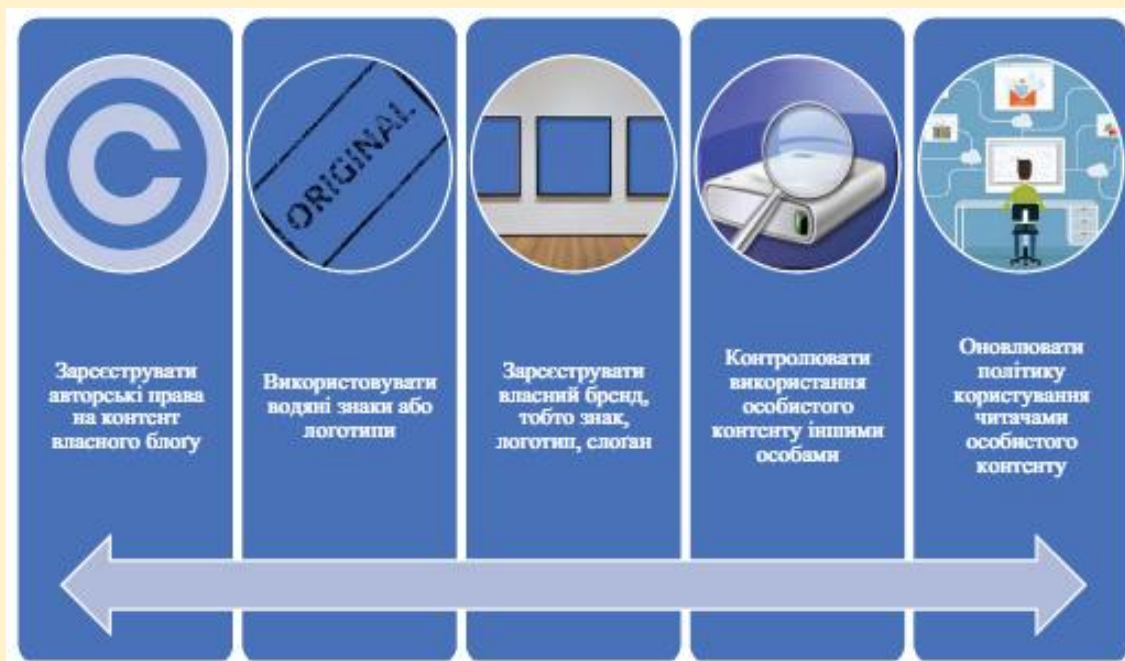 ORIGINAL
Зареєструвати
авторські права
на контент
власного блоґу
Використовувати
водяні знаки або
логотипи
Зареєструвати
власний бренд,
тобто знак,
логотип, слоган
Контролювати
використання
особистого
контенту іншими
особами
Оновлювати
політику
користування
читачами
особистого
контенту